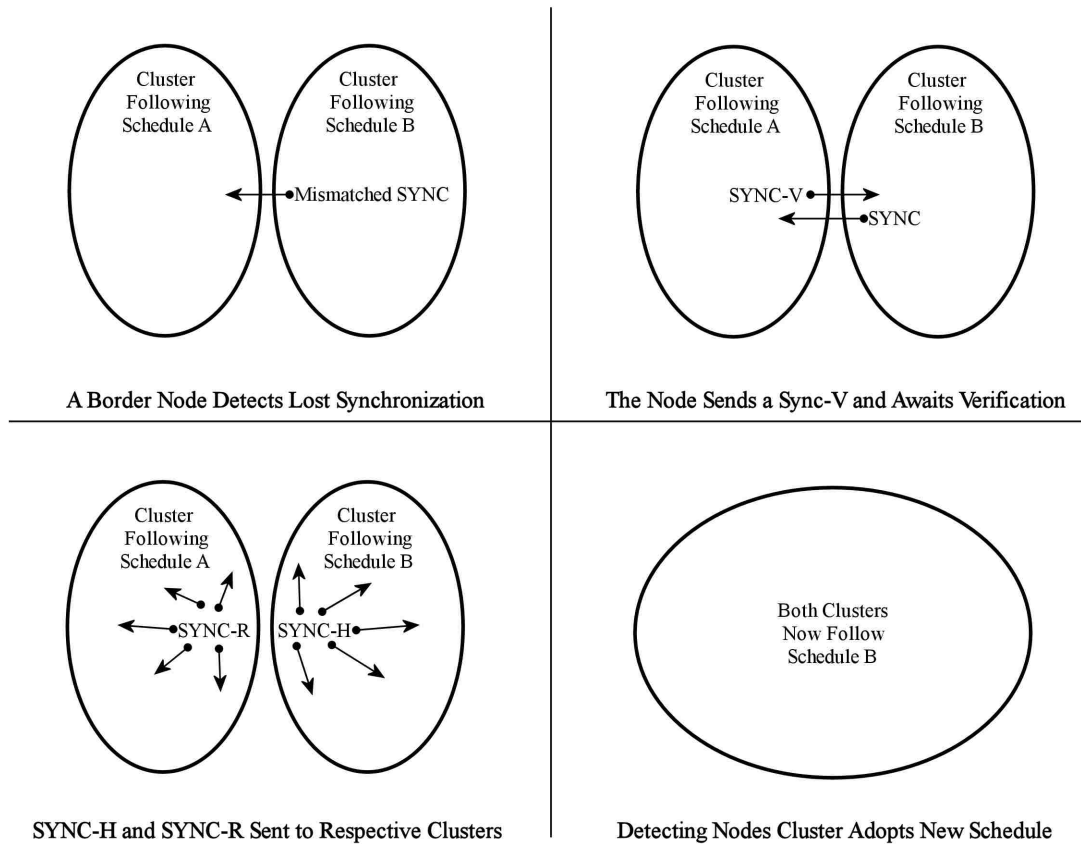 Cluster
Following
Schedule A
Cluster
Following
Schedule B
Mismatched SYNC
A Border Node Detects Lost Synchronization
Cluster
Following
Schedule A
Cluster
Following
Schedule B
SYNC-V
SYNC
The Node Sends a Sync-V and Awaits Verification
Cluster
Following
Schedule A
Cluster
Following
Schedule B
SYNC-R
SYNC-H
SYNC-H and SYNC-R Sent to Respective Clusters
Both Clusters
Now Follow
Schedule B
Detecting Nodes Cluster Adopts New Schedule